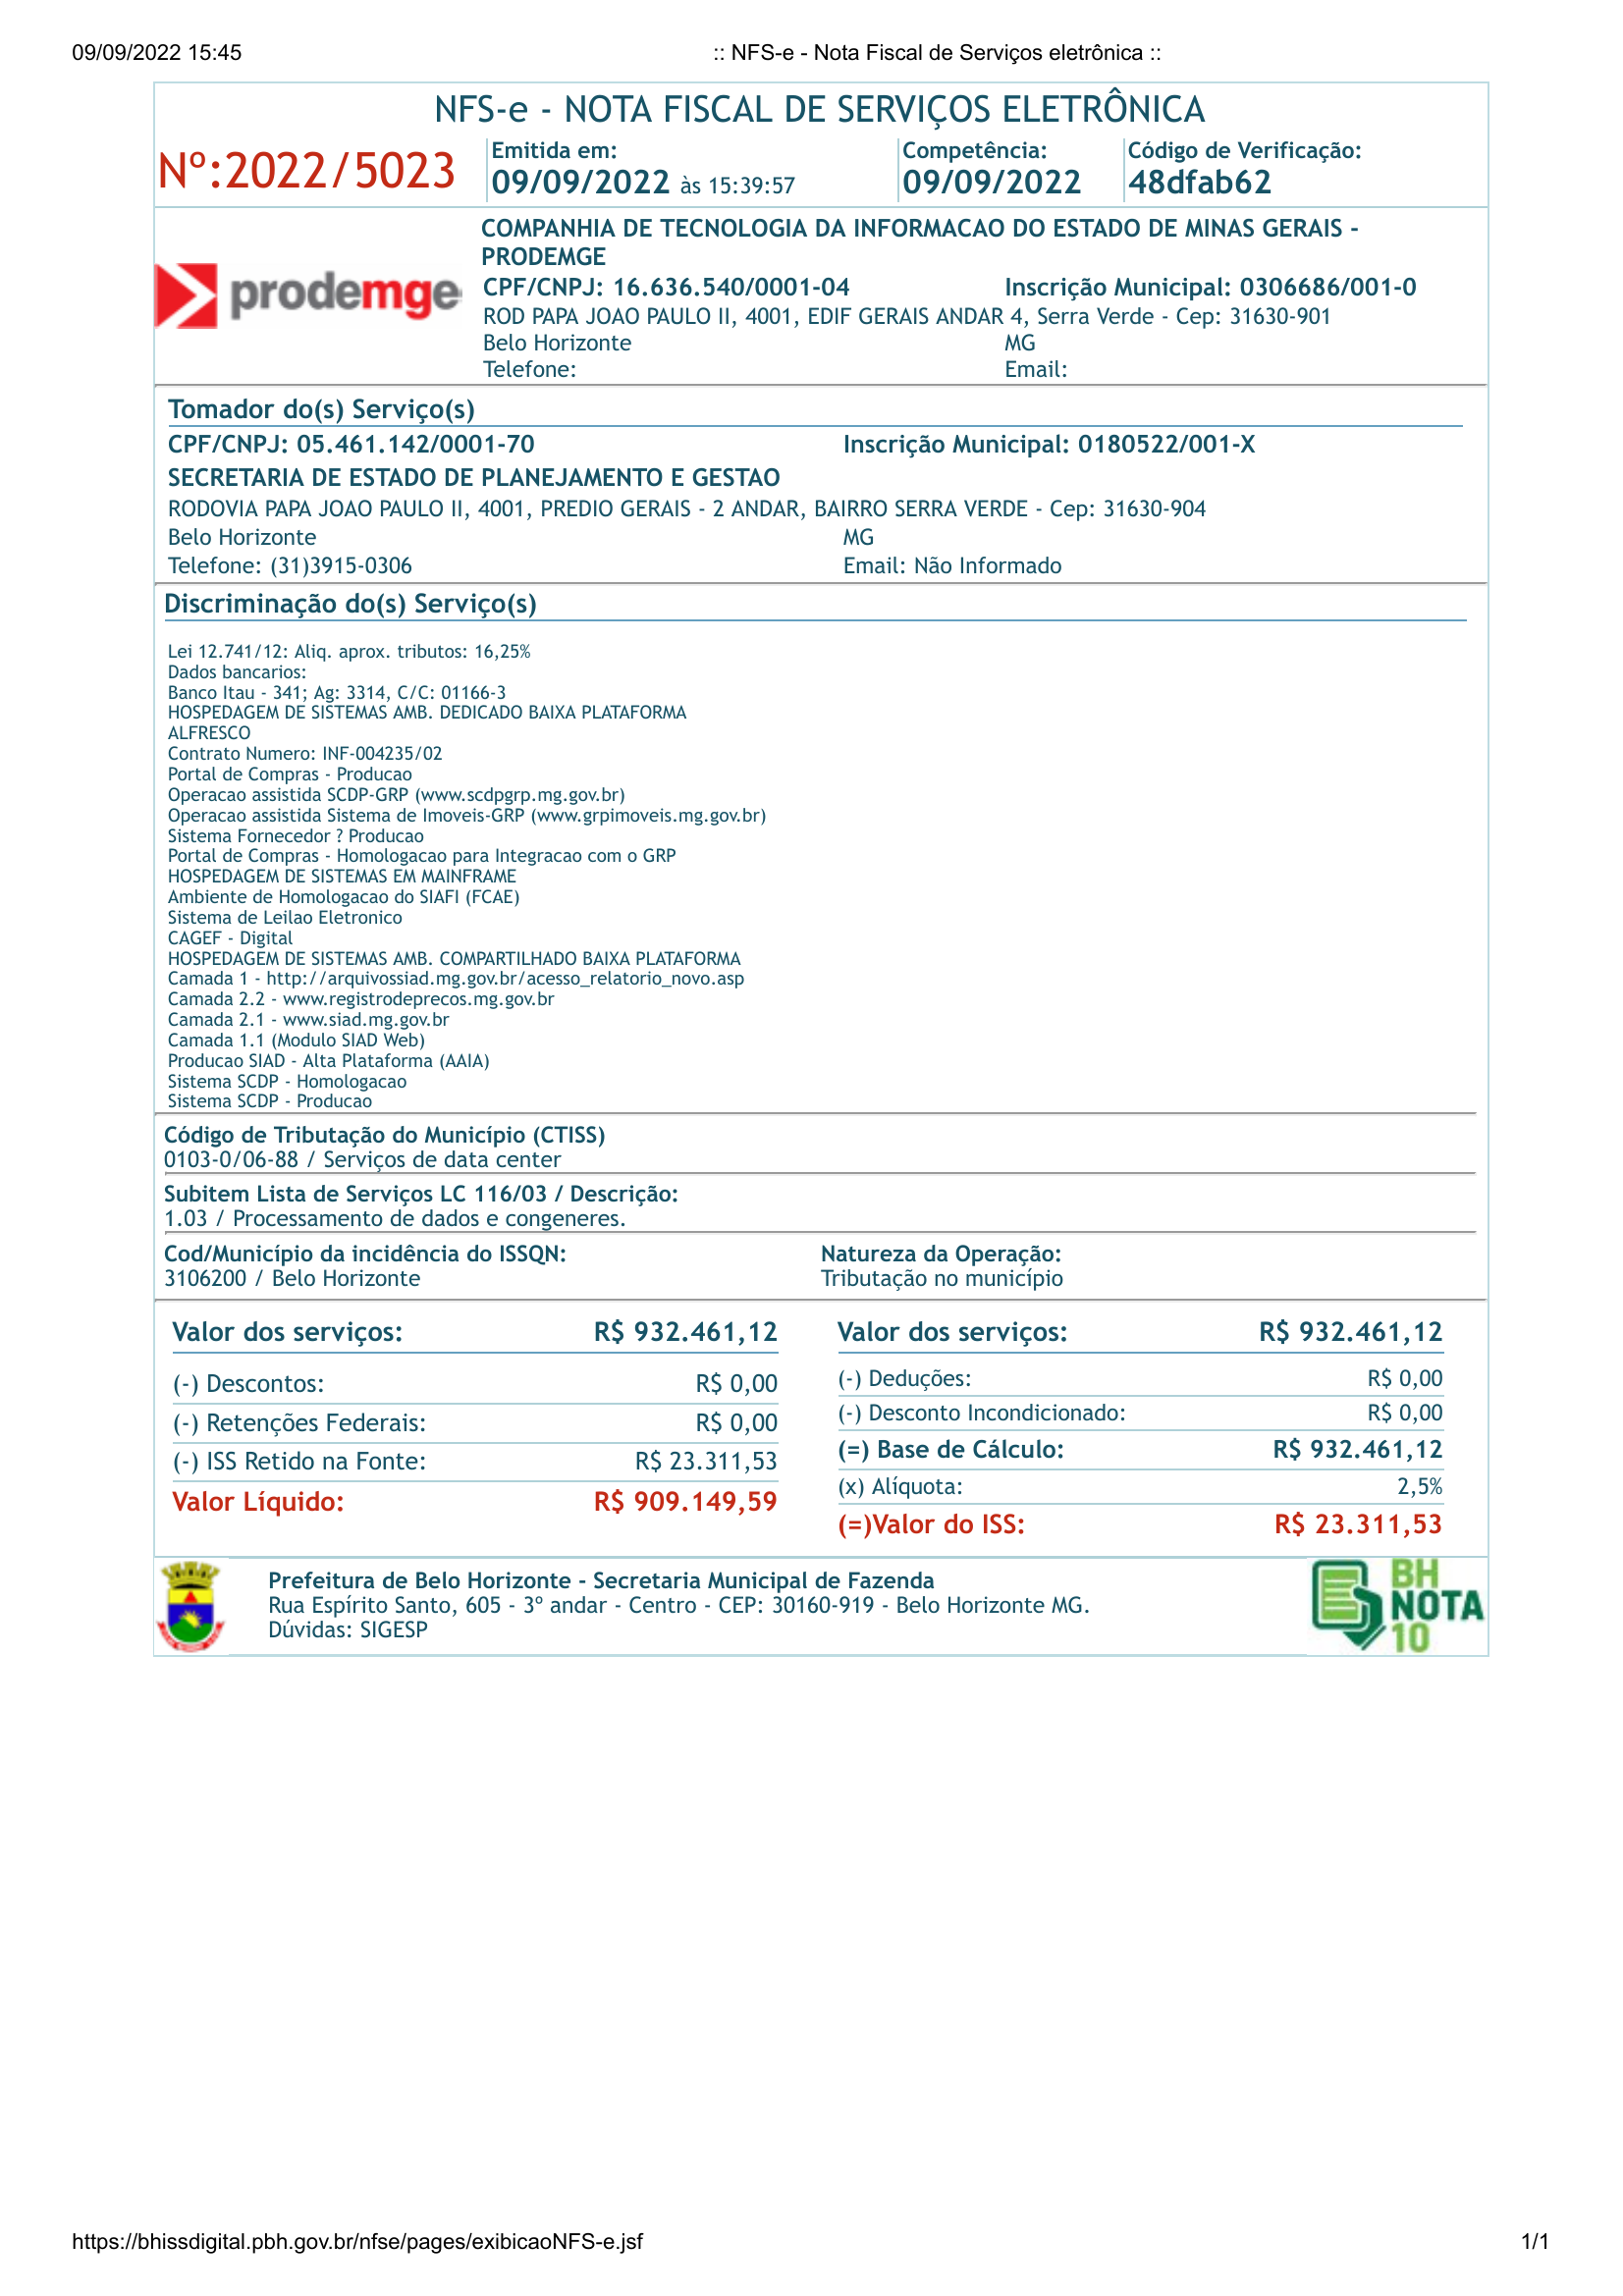 09/09/2022 15:45
:: NFS-e - Nota Fiscal de Serviços eletrônica ::
NFS-e - NOTA FISCAL DE SERVIÇOS ELETRÔNICA
Nº:2022/5023
Emitida em:
09/09/2022 às 15:39:57
Competência:
09/09/2022
Código de Verificação:
48dfab62
prodemge
COMPANHIA DE TECNOLOGIA DA INFORMACAO DO ESTADO DE MINAS GERAIS -
PRODEMGE
CPF/CNPJ: 16.636.540/0001-04 Inscrição Municipal: 0306686/001-0
ROD PAPA JOAO PAULO II, 4001, EDIF GERAIS ANDAR 4, Serra Verde - Cep: 31630-901
Belo Horizonte MG
Telefone: Email:
Tomador do(s) Serviço(s)
CPF/CNPJ: 05.461.142/0001-70 Inscrição Municipal: 0180522/001-X
SECRETARIA DE ESTADO DE PLANEJAMENTO E GESTAO
RODOVIA PAPA JOAO PAULO II, 4001, PREDIO GERAIS - 2 ANDAR, BAIRRO SERRA VERDE - Cep: 31630-904
Belo Horizonte MG
Telefone: (31)3915-0306 Email: Não Informado
Discriminação do(s) Serviço(s)
Lei 12.741/12: Aliq. aprox. tributos: 16,25%
Dados bancarios:
Banco Itau - 341; Ag: 3314, C/C: 01166-3
HOSPEDAGEM DE SISTEMAS AMB. DEDICADO BAIXA PLATAFORMA
ALFRESCO
Contrato Numero: INF-004235/02
Portal de Compras - Producao
Operacao assistida SCDP-GRP (www.scdpgrp.mg.gov.br)
Operacao assistida Sistema de Imoveis-GRP (www.grpimoveis.mg.gov.br)
Sistema Fornecedor ? Producao
Portal de Compras - Homologacao para Integracao com o GRP
HOSPEDAGEM DE SISTEMAS EM MAINFRAME
Ambiente de Homologacao do SIAFI (FCAE)
Sistema de Leilao Eletronico
CAGEF - Digital
HOSPEDAGEM DE SISTEMAS AMB. COMPARTILHADO BAIXA PLATAFORMA
Camada 1 - http://arquivossiad.mg.gov.br/acesso_relatorio_novo.asp
Camada 2.2 - www.registrodeprecos.mg.gov.br
Camada 2.1 - www.siad.mg.gov.br
Camada 1.1 (Modulo SIAD Web)
Producao SIAD - Alta Plataforma (AAIA)
Sistema SCDP - Homologacao
Sistema SCDP - Producao
Código de Tributação do Município (CTISS)
0103-0/06-88 / Serviços de data center
Subitem Lista de Serviços LC 116/03 / Descrição:
1.03 / Processamento de dados e congeneres.
Cod/Município da incidência do ISSQN:
3106200 / Belo Horizonte
Natureza da Operação:
Tributação no município
Valor dos serviços: R$ 932.461,12
(-) Descontos: R$ 0,00
(-) Retenções Federais: R$ 0,00
(-) ISS Retido na Fonte: R$ 23.311,53
Valor Líquido: R$ 909.149,59
Valor dos serviços: R$ 932.461,12
(-) Deduções: R$ 0,00
(-) Desconto Incondicionado: R$ 0,00
(=) Base de Cálculo: R$ 932.461,12
(x) Alíquota: 2,5%
(=)Valor do ISS: R$ 23.311,53
Prefeitura de Belo Horizonte - Secretaria Municipal de Fazenda
Rua Espírito Santo, 605 - 3º andar - Centro - CEP: 30160-919 - Belo Horizonte MG.
Dúvidas: SIGESP
BH
NOTA
10
https://bhissdigital.pbh.gov.br/nfse/pages/exibicaoNFS-e.jsf
1/1